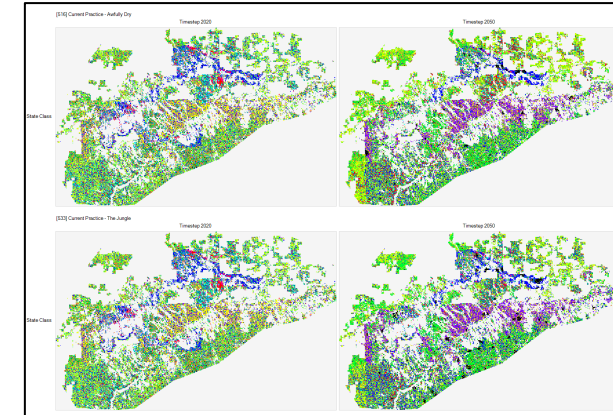 [516] Current Practice - Awfully Dry
Timestep 2020
Timestep 2050
State Class
[533] Current Practice - The Jungle
Timestep 2020
Timestep 2050
State Class